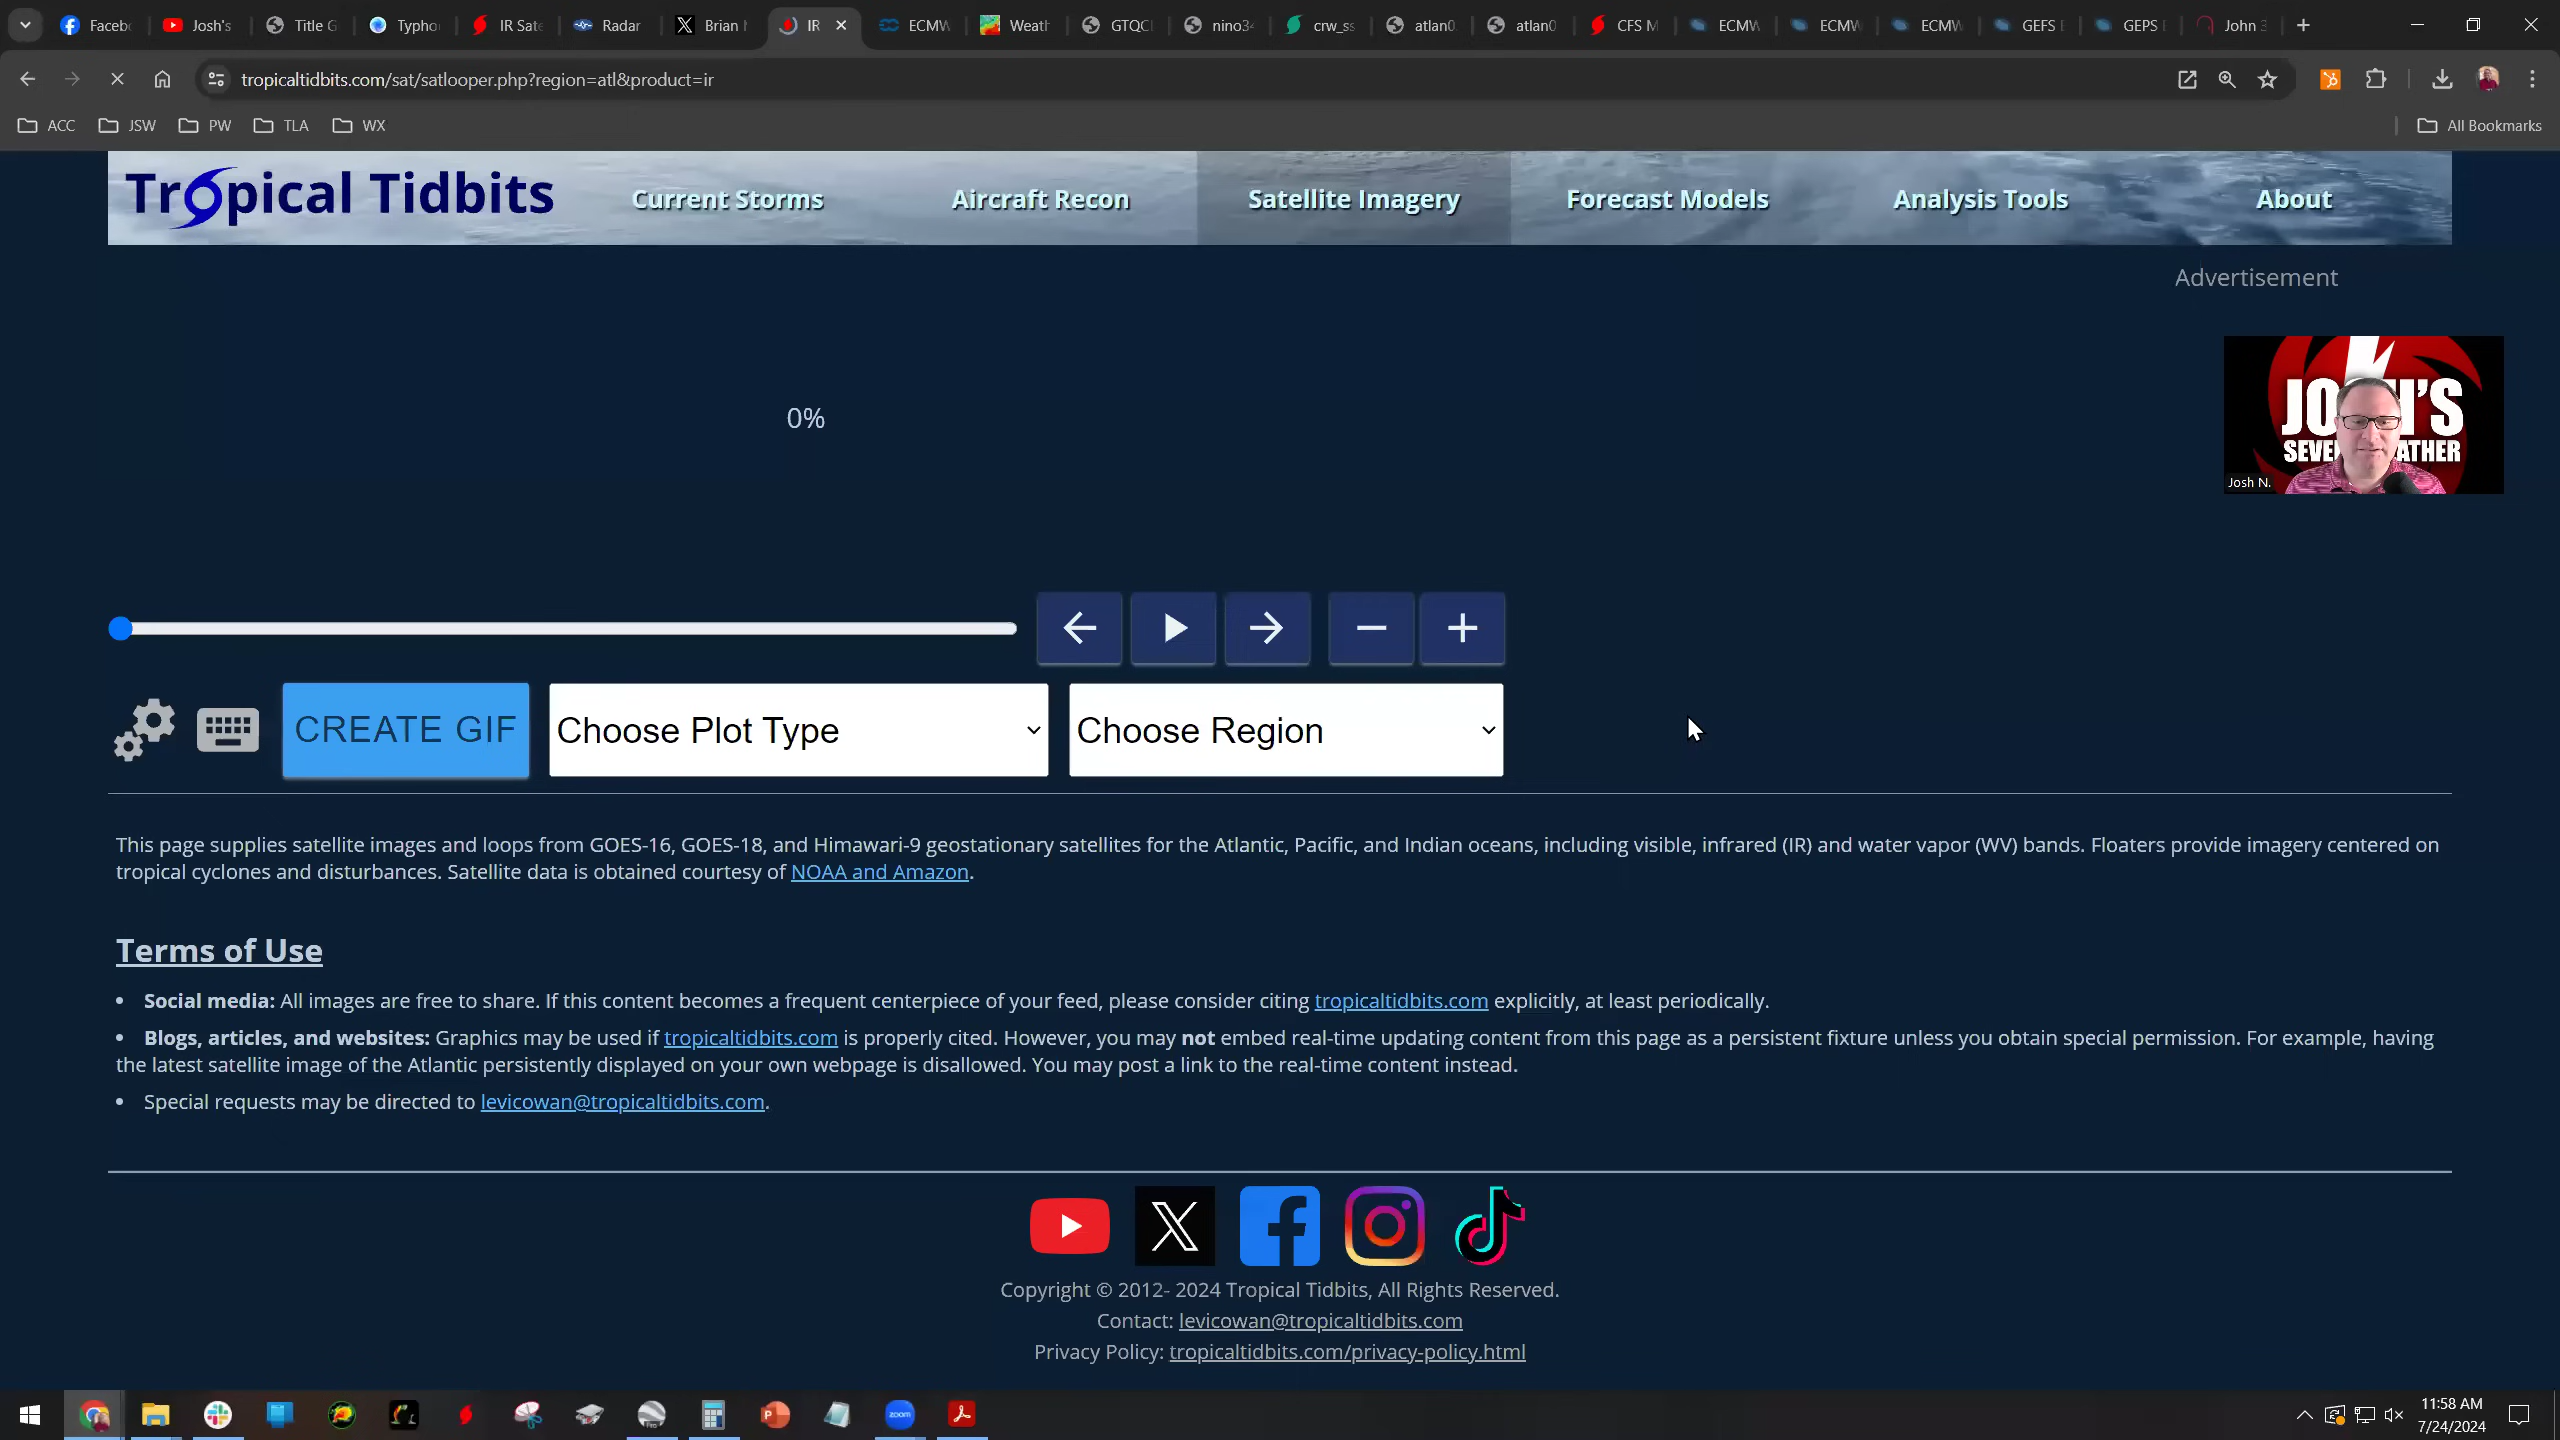 Faceb Josh's Title G Typho IR Sate Radar Brian IR ECMW Weath GTQC nino34 crw_ss atlan0 atlan0 CFS M ECMW ECMW ECMW GEFS GEPS John 3
tropicaltidbits.com/sat/satlooper.php?region=atl&product=ir
ACC JSW PW TLA WX All Bookmarks
Tropical Tidbits Current Storms Aircraft Recon Satellite Imagery Forecast Models Analysis Tools About
Advertisement
0%
Josh N.
CREATE GIF Choose Plot Type Choose Region
This page supplies satellite images and loops from GOES-16, GOES-18, and Himawari-9 geostationary satellites for the Atlantic, Pacific, and Indian oceans, including visible, infrared (IR) and water vapor (WV) bands. Floaters provide imagery centered on
tropical cyclones and disturbances. Satellite data is obtained courtesy of NOAA and Amazon.
Terms of Use
• Social media: All images are free to share. If this content becomes a frequent centerpiece of your feed, please consider citing tropicaltidbits.com explicitly, at least periodically.
• Blogs, articles, and websites: Graphics may be used if tropicaltidbits.com is properly cited. However, you may not embed real-time updating content from this page as a persistent fixture unless you obtain special permission. For example, having
the latest satellite image of the Atlantic persistently displayed on your own webpage is disallowed. You may post a link to the real-time content instead.
• Special requests may be directed to levicowan@tropicaltidbits.com.
Copyright © 2012- 2024 Tropical Tidbits, All Rights Reserved.
Contact: levicowan@tropicaltidbits.com
Privacy Policy: tropicaltidbits.com/privacy-policy.html
zoom
11:58 AM
7/24/2024